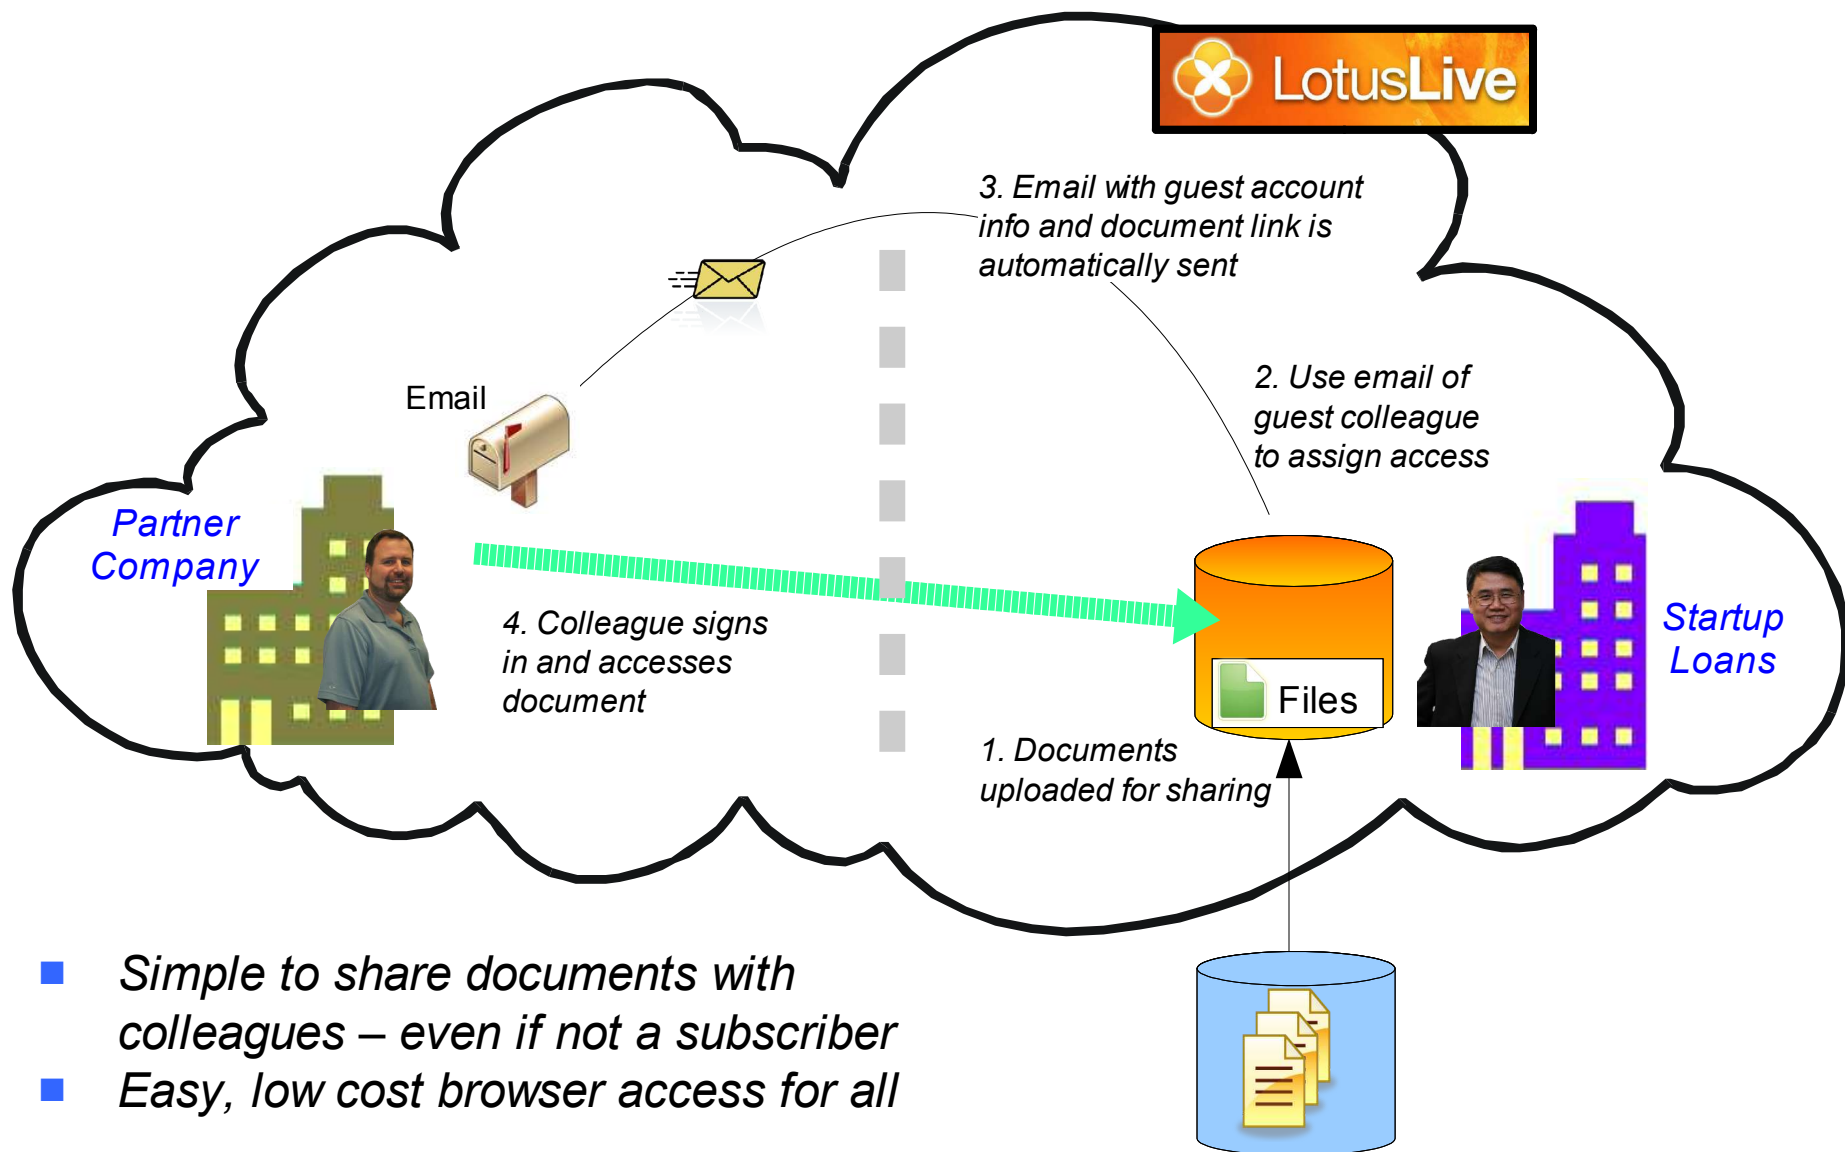 LotusLive
3. Email with guest account
info and document link is
automatically sent
2. Use email of
guest colleague
to assign access
Email
Partner
Company
4. Colleague signs
in and accesses
document
Files
Startup
Loans
1. Documents
uploaded for sharing
Simple to share documents with
colleagues – even if not a subscriber
Easy, low cost browser access for all